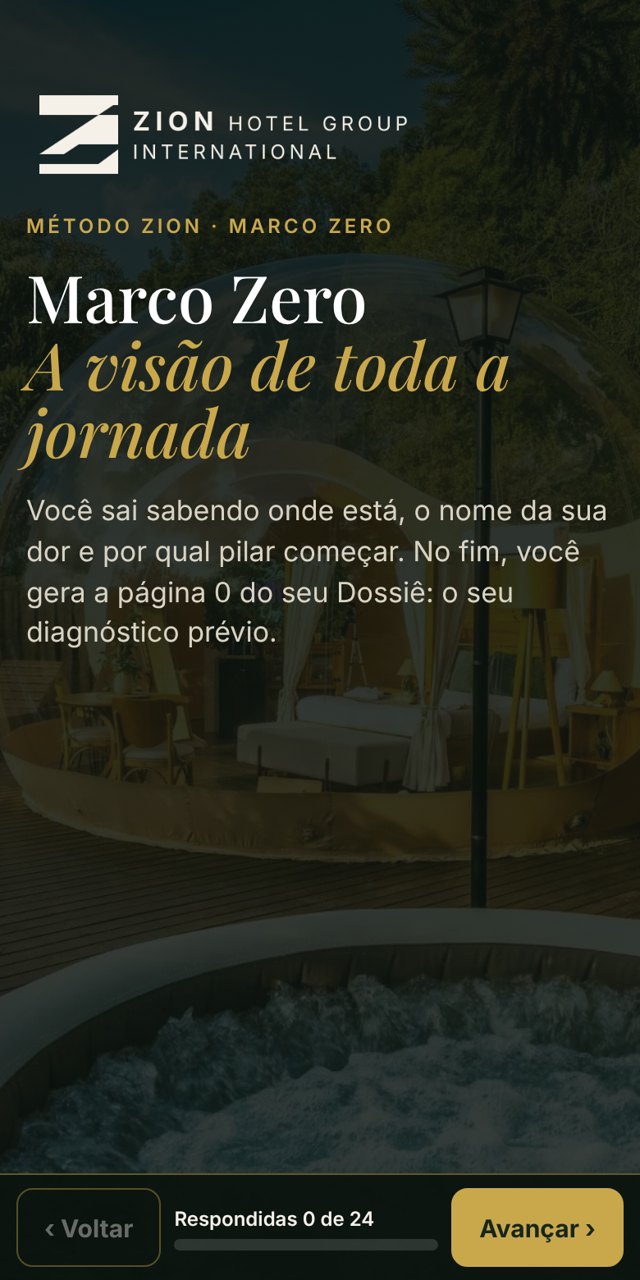 ZION HOTEL GROUP
INTERNATIONAL
MÉTODO ZION · MARCO ZERO
Marco Zero
A visão de toda a
jornada
Você sai sabendo onde está, o nome da sua
dor e por qual pilar começar. No fim, você
gera a página 0 do seu Dossiê: o seu
diagnóstico prévio.
‹ Voltar
Respondidas 0 de 24
Avançar ›